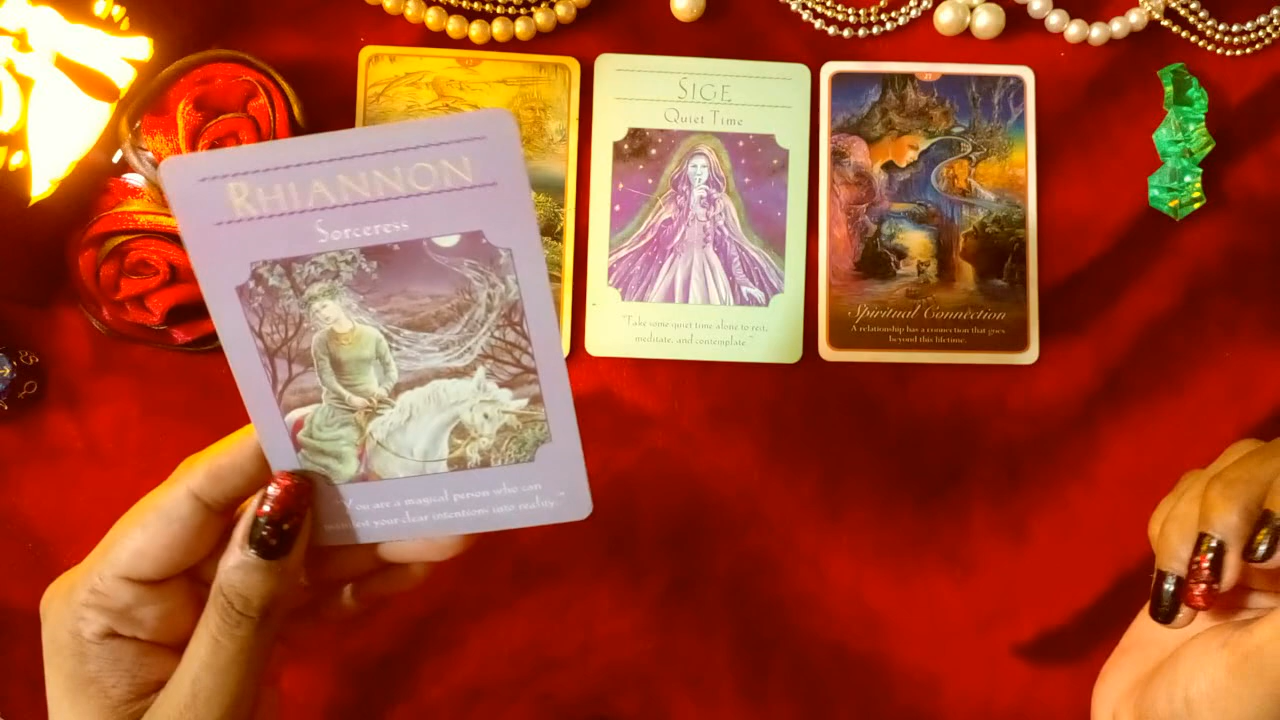 RHIANNON
Sorceress
"You are a magical person who can
your clear intentions into reality."
SIGE
Quiet Time
"Take some quiet time alone to rest,
meditate, and contemplate."
21
Spiritual Connection
A relationship has a connection that goes
beyond this lifetime.